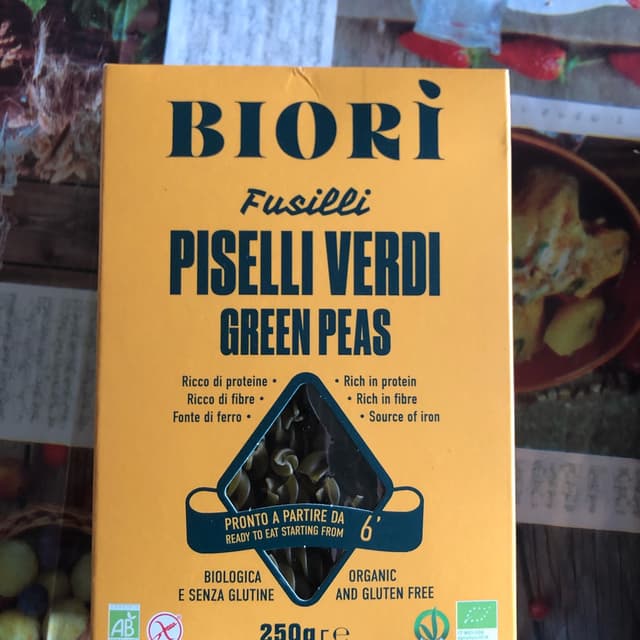 BIORÌ
Fusilli
PISELLI VERDI
GREEN PEAS
Ricco di proteine •
Ricco di fibre •
Fonte di ferro •
• Rich in protein
• Rich in fibre
• Source of iron
PRONTO A PARTIRE DA
READY TO EAT STARTING FROM
6'
BIOLOGICA
E SENZA GLUTINE
ORGANIC
AND GLUTEN FREE
AB
250g